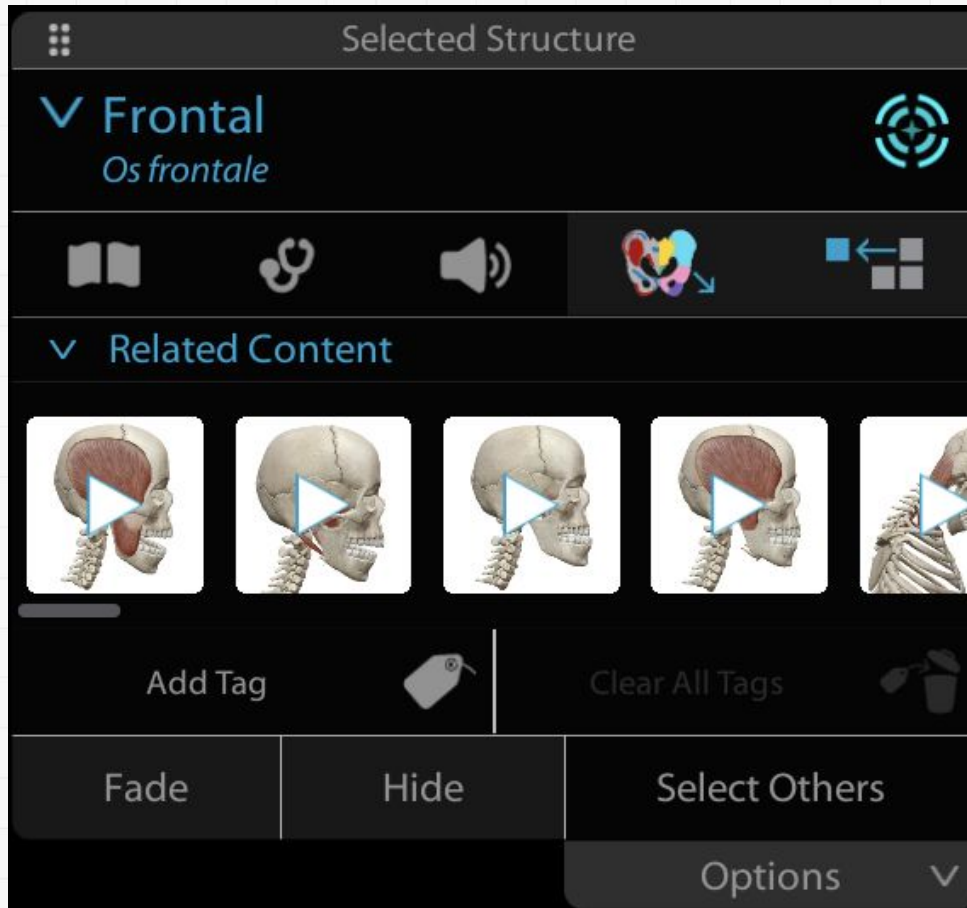 Selected Structure
Frontal
Os frontale
Related Content
Add Tag
Clear All Tags
Fade
Hide
Select Others
Options